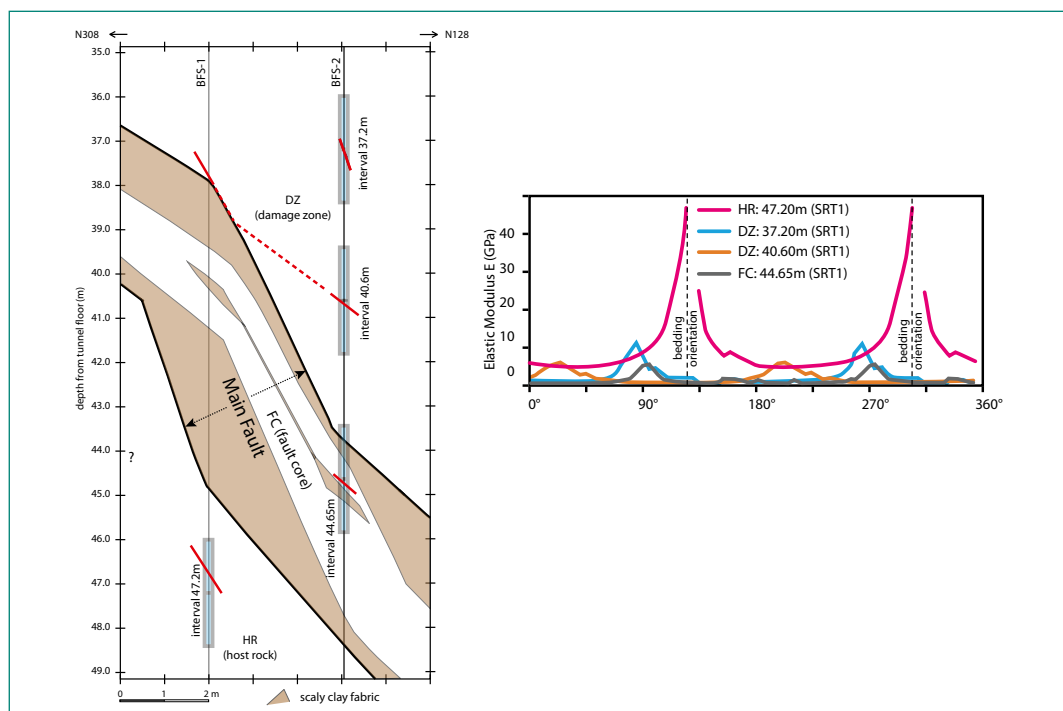 N308
N128
BFS-1
BFS-2
35.0
36.0
37.0
38.0
39.0
40.0
41.0
42.0
43.0
44.0
45.0
46.0
47.0
48.0
49.0
depth from tunnel floor (m)
interval 37.2m
DZ
(damage zone)
interval 40.6m
Main Fault
FC (fault core)
?
interval 44.65m
interval 47.2m
HR
(host rock)
0
1
2 m
scaly clay fabric
Elastic Modulus E (GPa)
40
30
20
10
0
HR: 47.20m (SRT1)
DZ: 37.20m (SRT1)
DZ: 40.60m (SRT1)
FC: 44.65m (SRT1)
bedding
orientation
bedding
orientation
0°
90°
180°
270°
360°